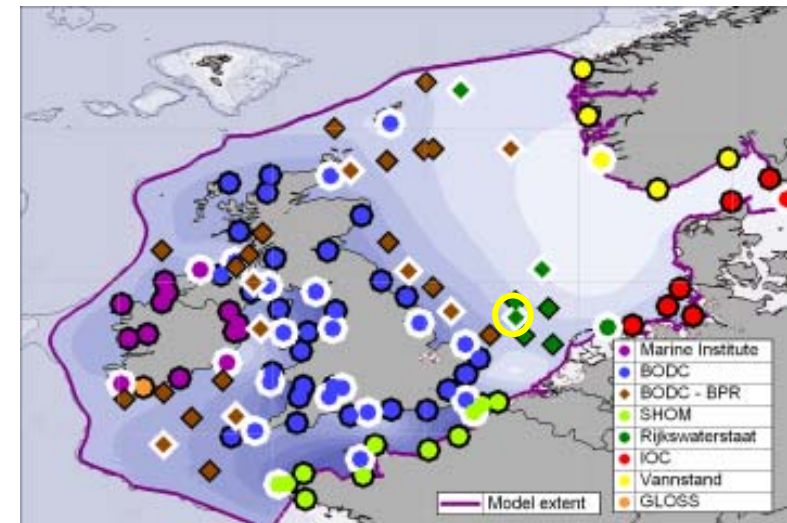 Marine Institute
BODC
BODC - BPR
SHOM
Rijkswaterstaat
IOC
Vannstand
GLOSS
Model extent